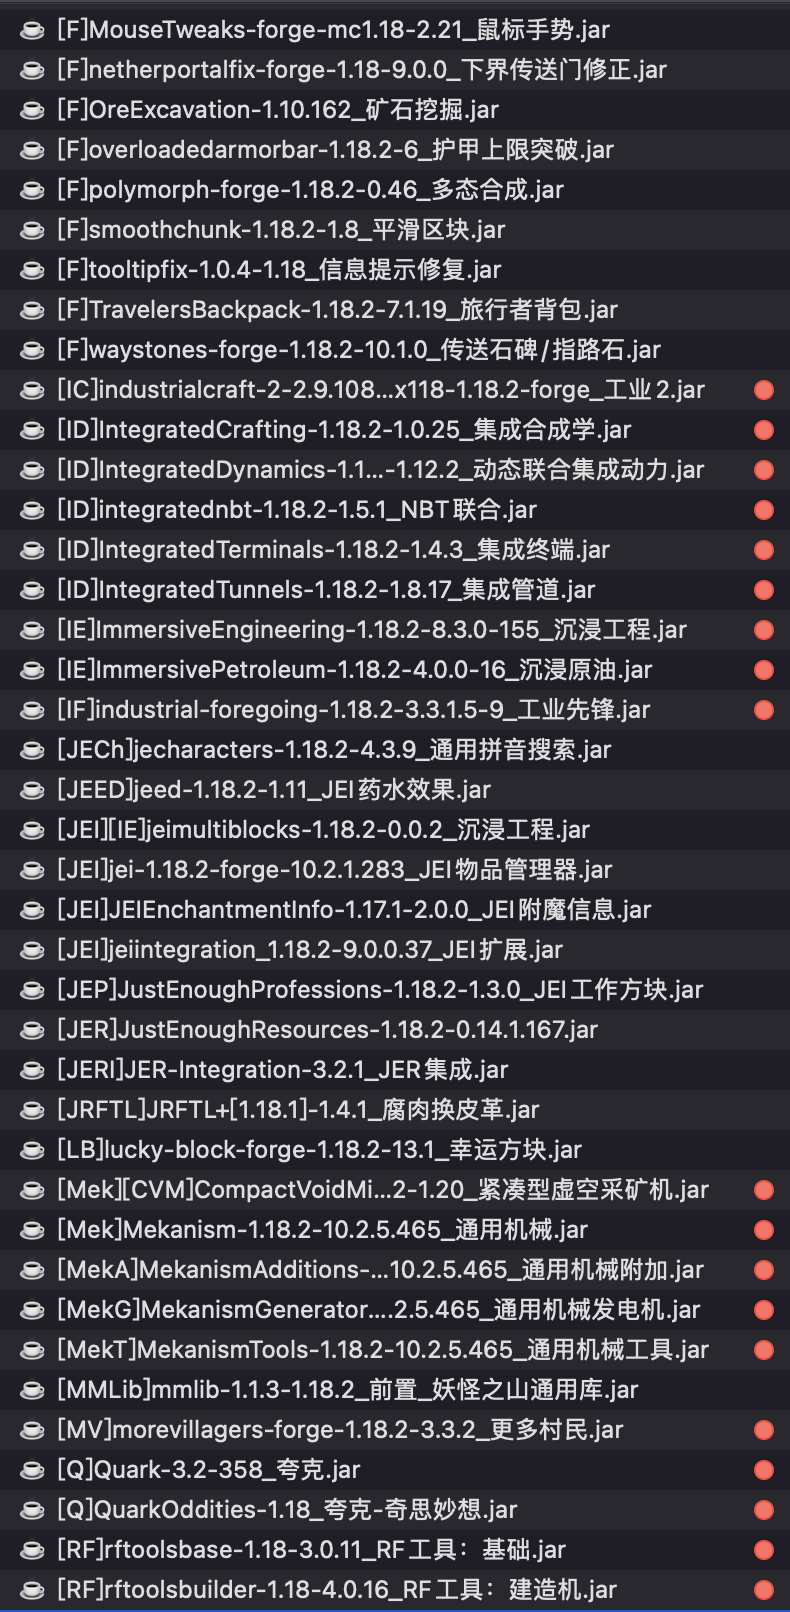 [F]MouseTweaks-forge-mc1.18-2.21_鼠标手势.jar
[F]netherportalfix-forge-1.18-9.0.0_下界传送门修正.jar
[F]OreExcavation-1.10.162_矿石挖掘.jar
[F]overloadedarmorbar-1.18.2-6_护甲上限突破.jar
[F]polymorph-forge-1.18.2-0.46_多态合成.jar
[F]smoothchunk-1.18.2-1.8_平滑区块.jar
[F]tooltipfix-1.0.4-1.18_信息提示修复.jar
[F]TravelersBackpack-1.18.2-7.1.19_旅行者背包.jar
[F]waystones-forge-1.18.2-10.1.0_传送石碑/指路石.jar
[IC]industrialcraft-2-2.9.108...x118-1.18.2-forge_工业2.jar
[ID]IntegratedCrafting-1.18.2-1.0.25_集成合成学.jar
[ID]IntegratedDynamics-1.1...-1.12.2_动态联合集成动力.jar
[ID]integratednbt-1.18.2-1.5.1_NBT联合.jar
[ID]IntegratedTerminals-1.18.2-1.4.3_集成终端.jar
[ID]IntegratedTunnels-1.18.2-1.8.17_集成管道.jar
[IE]ImmersiveEngineering-1.18.2-8.3.0-155_沉浸工程.jar
[IE]ImmersivePetroleum-1.18.2-4.0.0-16_沉浸原油.jar
[IF]industrial-foregoing-1.18.2-3.3.1.5-9_工业先锋.jar
[JECh]jecharacters-1.18.2-4.3.9_通用拼音搜索.jar
[JEED]jeed-1.18.2-1.11_JEI药水效果.jar
[JEI][IE]jeimultiblocks-1.18.2-0.0.2_沉浸工程.jar
[JEI]jei-1.18.2-forge-10.2.1.283_JEI物品管理器.jar
[JEI]JEIEnchantmentInfo-1.17.1-2.0.0_JEI附魔信息.jar
[JEI]jeiintegration_1.18.2-9.0.0.37_JEI扩展.jar
[JEP]JustEnoughProfessions-1.18.2-1.3.0_JEI工作方块.jar
[JER]JustEnoughResources-1.18.2-0.14.1.167.jar
[JERI]JER-Integration-3.2.1_JER集成.jar
[JRFTL]JRFTL+[1.18.1]-1.4.1_腐肉换皮革.jar
[LB]lucky-block-forge-1.18.2-13.1_幸运方块.jar
[Mek][CVM]CompactVoidMi...2-1.20_紧凑型虚空采矿机.jar
[Mek]Mekanism-1.18.2-10.2.5.465_通用机械.jar
[MekA]MekanismAdditions-...10.2.5.465_通用机械附加.jar
[MekG]MekanismGenerator....2.5.465_通用机械发电机.jar
[MekT]MekanismTools-1.18.2-10.2.5.465_通用机械工具.jar
[MMLib]mmlib-1.1.3-1.18.2_前置_妖怪之山通用库.jar
[MV]morevillagers-forge-1.18.2-3.3.2_更多村民.jar
[Q]Quark-3.2-358_夸克.jar
[Q]QuarkOddities-1.18_夸克-奇思妙想.jar
[RF]rftoolsbase-1.18-3.0.11_RF工具：基础.jar
[RF]rftoolsbuilder-1.18-4.0.16_RF工具：建造机.jar